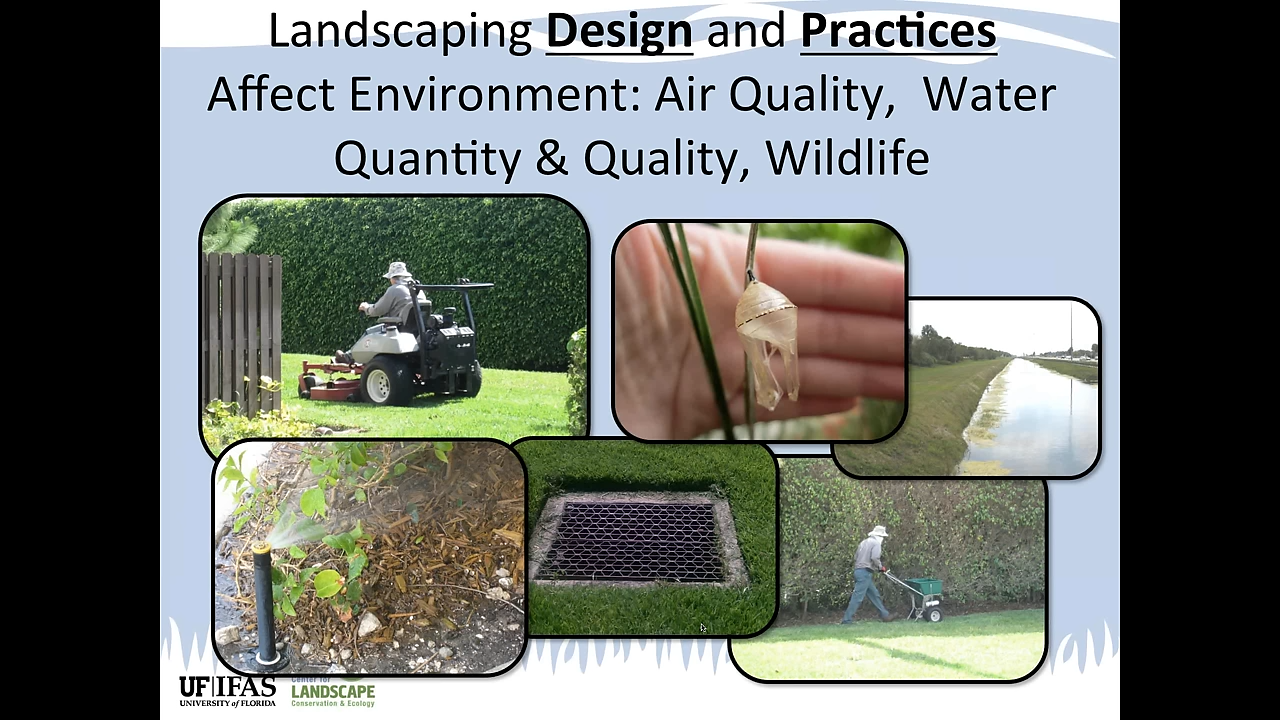 Landscaping Design and Practices
Affect Environment: Air Quality, Water
Quantity & Quality, Wildlife
UF|IFAS
UNIVERSITY of FLORIDA
Center for
LANDSCAPE
Conservation & Ecology